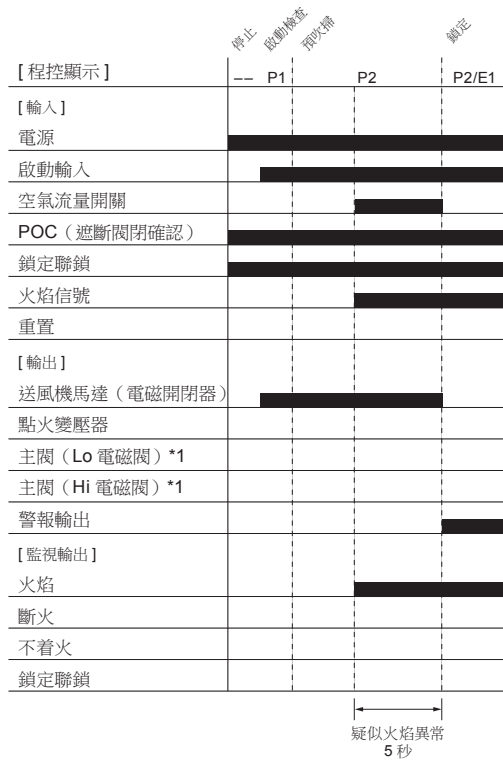 停止 啟動檢查 預吹掃 鎖定
[程控顯示] –– P1 P2 P2/E1
[輸入]
電源
啟動輸入
空氣流量開關
POC（遮斷閥閉確認）
鎖定聯鎖
火焰信號
重置
[輸出]
送風機馬達（電磁開閉器）
點火變壓器
主閥（Lo 電磁閥）*1
主閥（Hi 電磁閥）*1
警報輸出
[監視輸出]
火焰
斷火
不着火
鎖定聯鎖
疑似火焰異常
5 秒